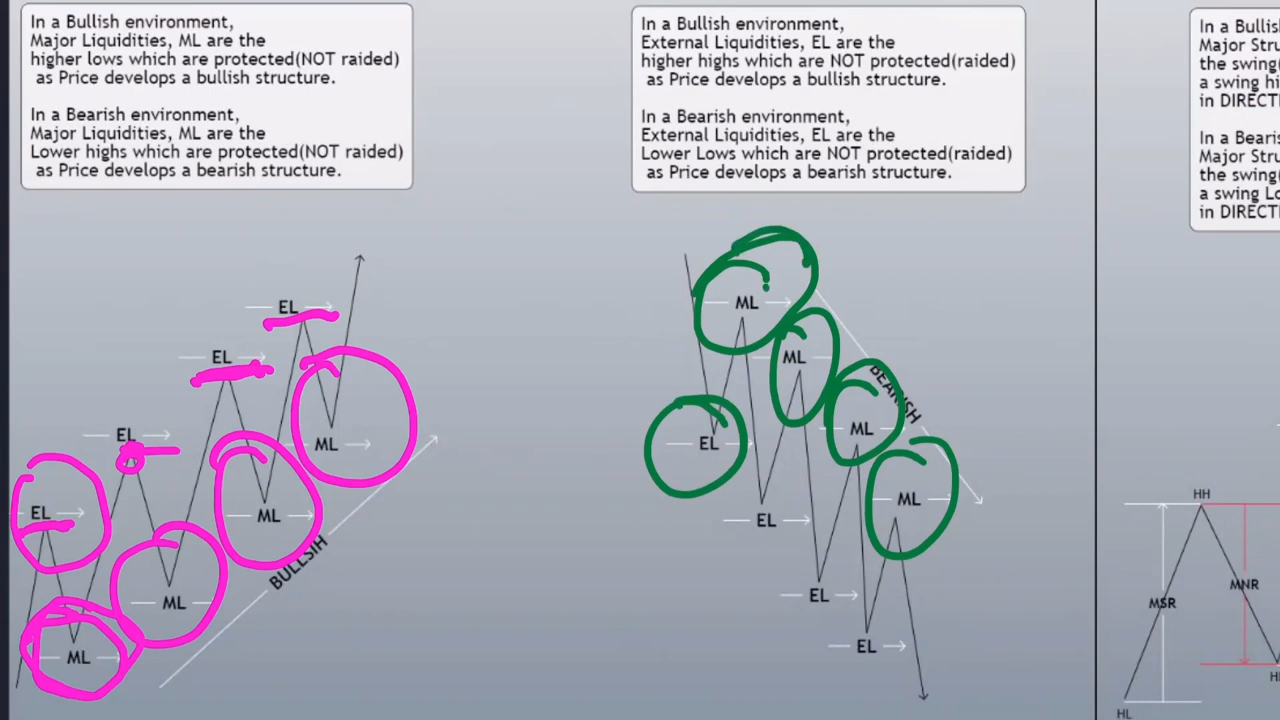 In a Bullish environment,
Major Liquidities, ML are the
higher lows which are protected(NOT raided)
as Price develops a bullish structure.
In a Bearish environment,
Major Liquidities, ML are the
Lower highs which are protected(NOT raided)
as Price develops a bearish structure.
In a Bullish environment,
External Liquidities, EL are the
higher highs which are NOT protected(raided)
as Price develops a bullish structure.
In a Bearish environment,
External Liquidities, EL are the
Lower Lows which are NOT protected(raided)
as Price develops a bearish structure.
In a Bullis
Major Stru
the swing(
a swing hi
in DIRECTI
In a Bearis
Major Stru
the swing(
a swing Lo
in DIRECTI
EL
EL
EL
EL
ML
ML
ML
ML
BULLSIH
ML
ML
ML
ML
BEARISH
EL
EL
EL
EL
HH
MSR
MNR
HL
H